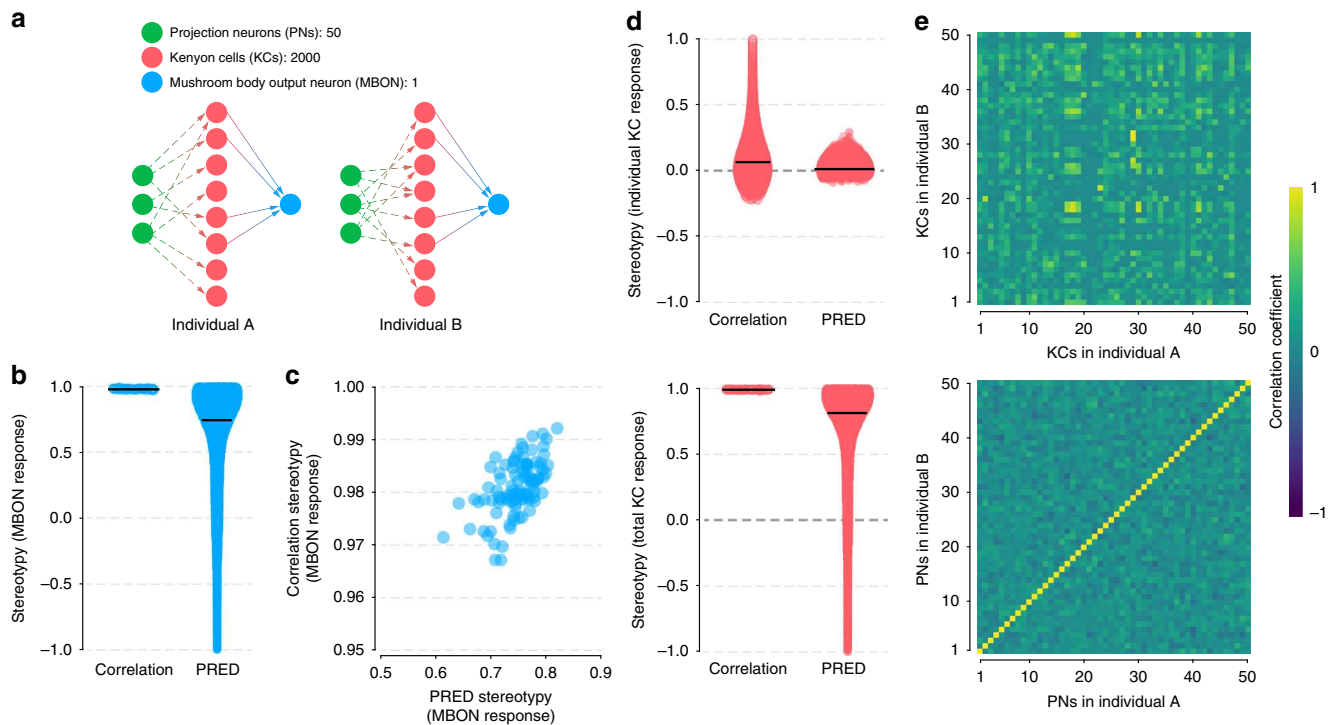 a
Projection neurons (PNs): 50
Kenyon cells (KCs): 2000
Mushroom body output neuron (MBON): 1
Individual A
Individual B
b
Stereotypy (MBON response)
1.0
0.5
0.0
−0.5
−1.0
Correlation
PRED
c
Correlation stereotypy
(MBON response)
1.00
0.99
0.98
0.97
0.96
0.95
0.5
0.6
0.7
0.8
0.9
PRED stereotypy
(MBON response)
d
Stereotypy (individual KC response)
1.0
0.5
0.0
−0.5
−1.0
Correlation
PRED
Stereotypy (total KC response)
1.0
0.5
0.0
−0.5
−1.0
Correlation
PRED
e
KCs in individual B
50
40
30
20
10
1
1
10
20
30
40
50
KCs in individual A
PNs in individual B
50
40
30
20
10
1
1
10
20
30
40
50
PNs in individual A
Correlation coefficient
1
0
−1